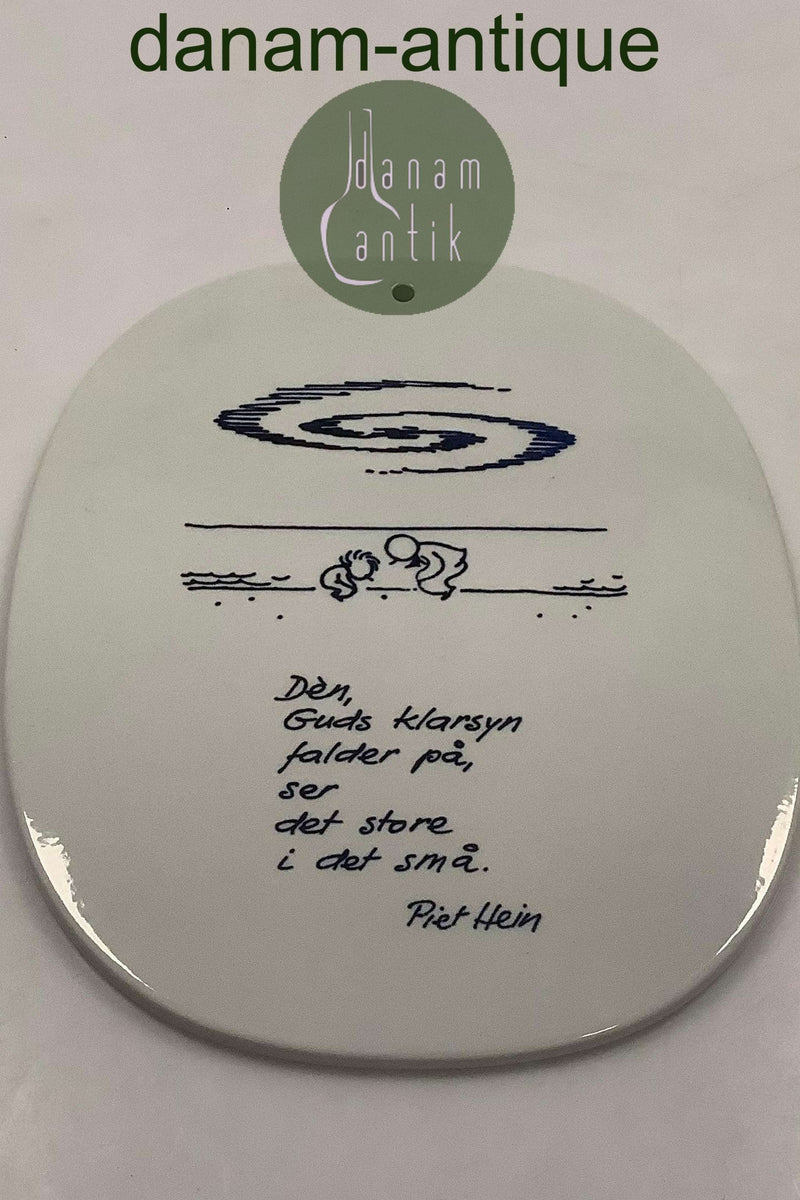 danam-antique
danam
antik
Dèn,
Guds klarsyn
falder på,
ser
det store
i det små.
Piet Hein